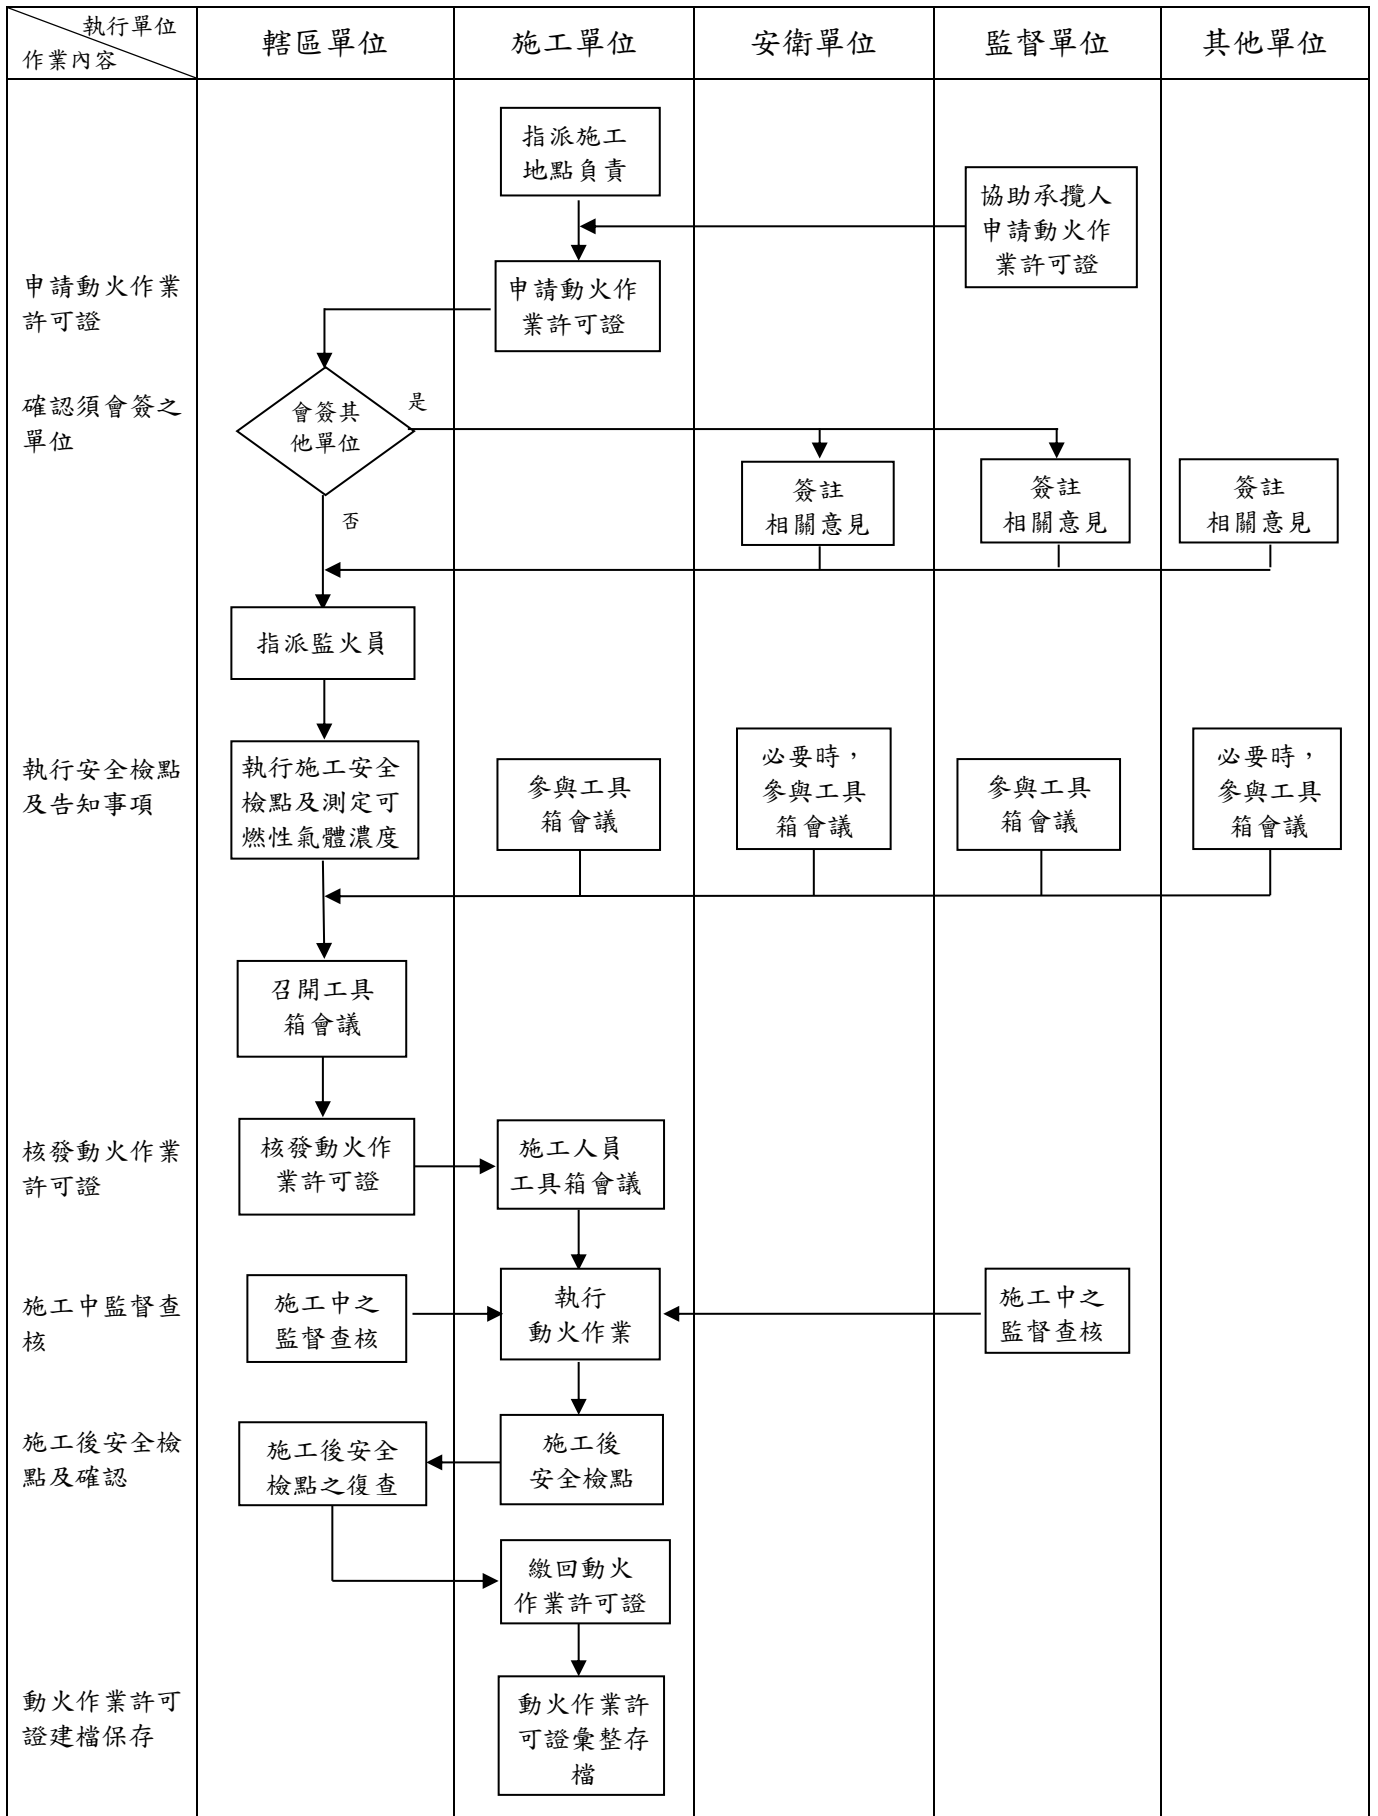 執行單位
作業內容
轄區單位
施工單位
安衛單位
監督單位
其他單位
指派施工
地點負責
協助承攬人
申請動火作
業許可證
申請動火作業
許可證
申請動火作
業許可證
確認須會簽之
單位
會簽其
他單位
是
否
簽註
相關意見
簽註
相關意見
簽註
相關意見
指派監火員
執行安全檢點
及告知事項
執行施工安全
檢點及測定可
燃性氣體濃度
參與工具
箱會議
必要時，
參與工具
箱會議
參與工具
箱會議
必要時，
參與工具
箱會議
召開工具
箱會議
核發動火作業
許可證
核發動火作
業許可證
施工人員
工具箱會議
施工中監督查
核
施工中之
監督查核
執行
動火作業
施工中之
監督查核
施工後安全檢
點及確認
施工後安全
檢點之復查
施工後
安全檢點
繳回動火
作業許可證
動火作業許可
證建檔保存
動火作業許
可證彙整存
檔